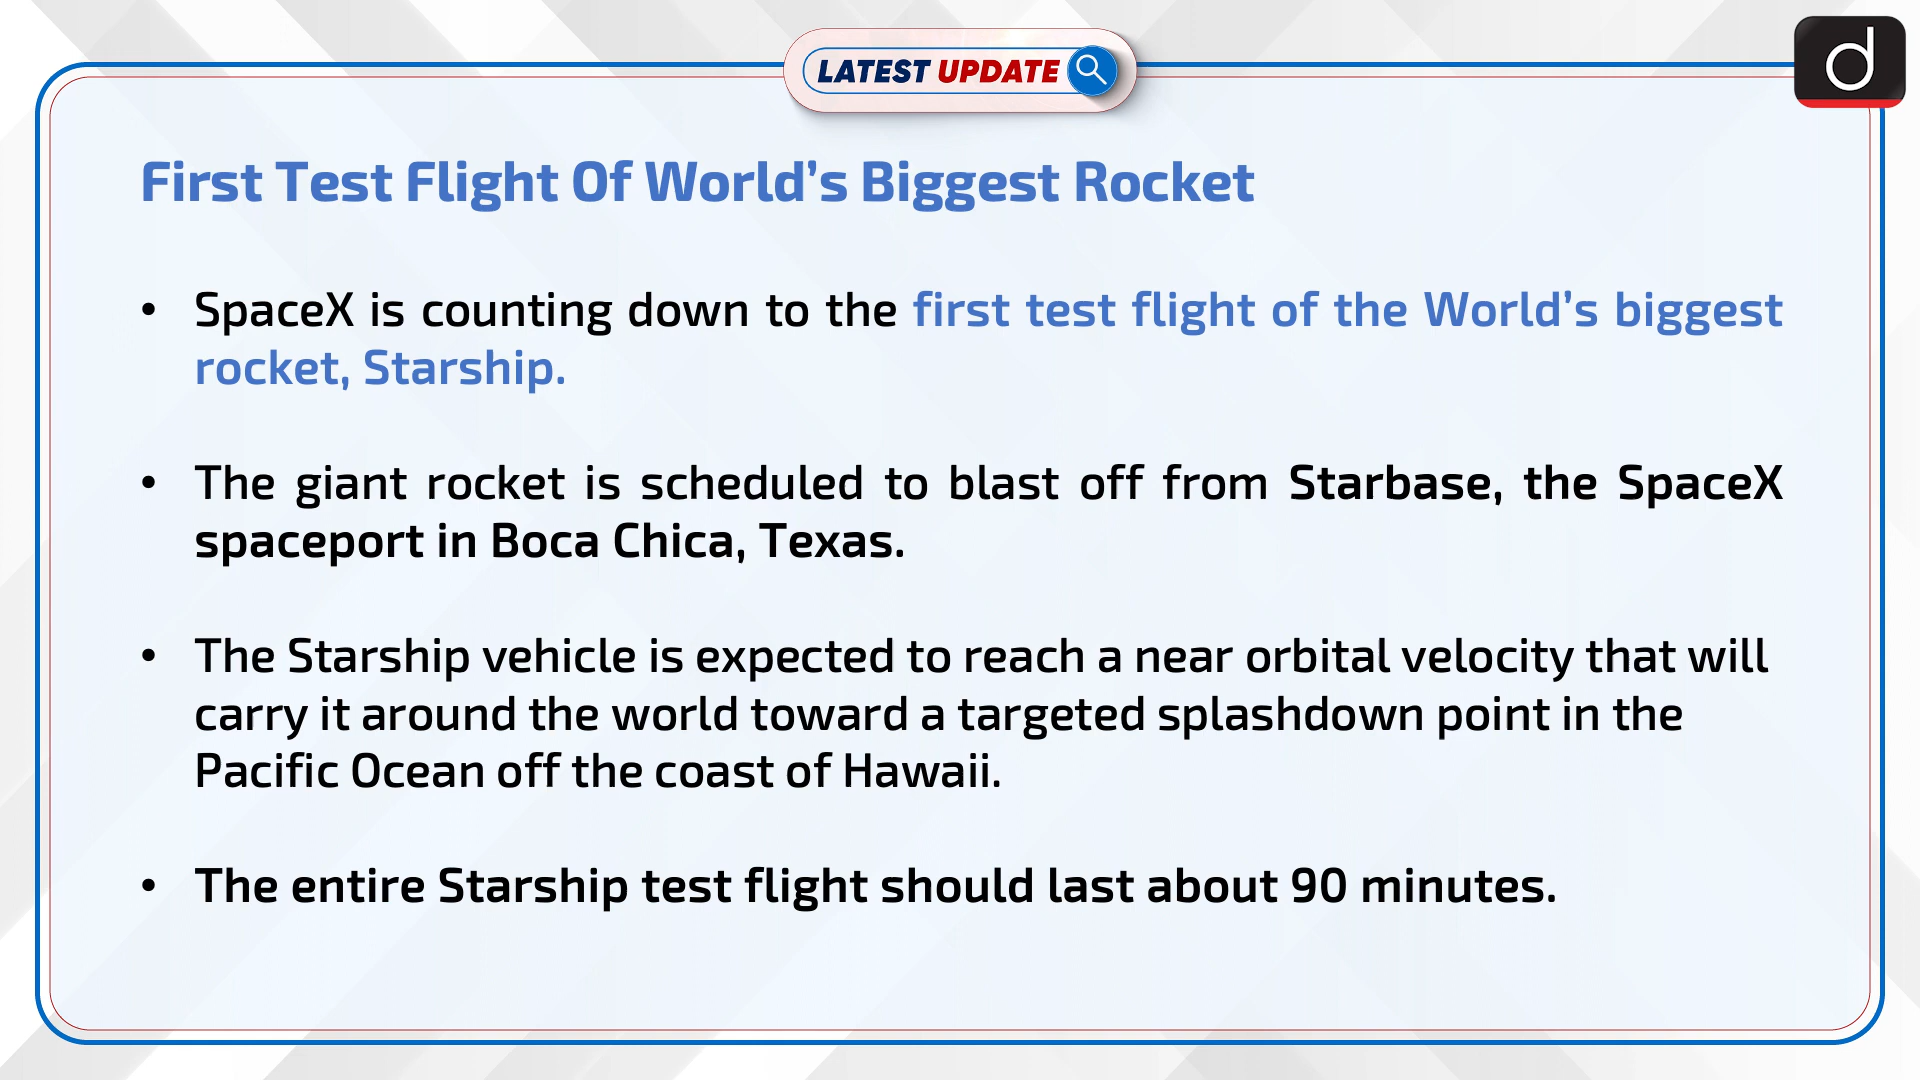 LATEST UPDATE
d
First Test Flight Of World’s Biggest Rocket
• SpaceX is counting down to the first test flight of the World’s biggest
rocket, Starship.
• The giant rocket is scheduled to blast off from Starbase, the SpaceX
spaceport in Boca Chica, Texas.
• The Starship vehicle is expected to reach a near orbital velocity that will
carry it around the world toward a targeted splashdown point in the
Pacific Ocean off the coast of Hawaii.
• The entire Starship test flight should last about 90 minutes.